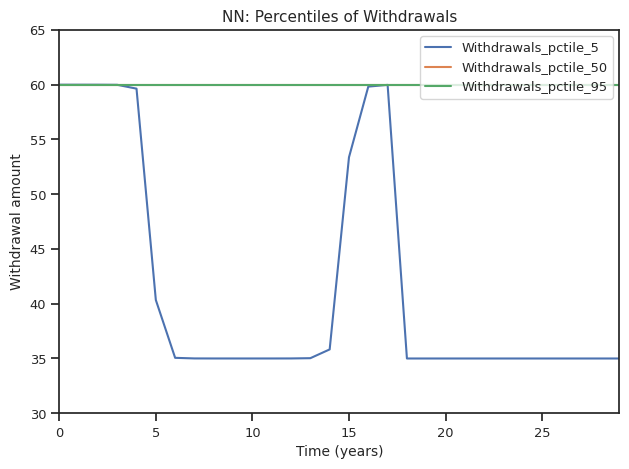 NN: Percentiles of Withdrawals
65
60
55
50
45
40
35
30
Withdrawal amount
Withdrawals_pctile_5
Withdrawals_pctile_50
Withdrawals_pctile_95
0 5 10 15 20 25
Time (years)